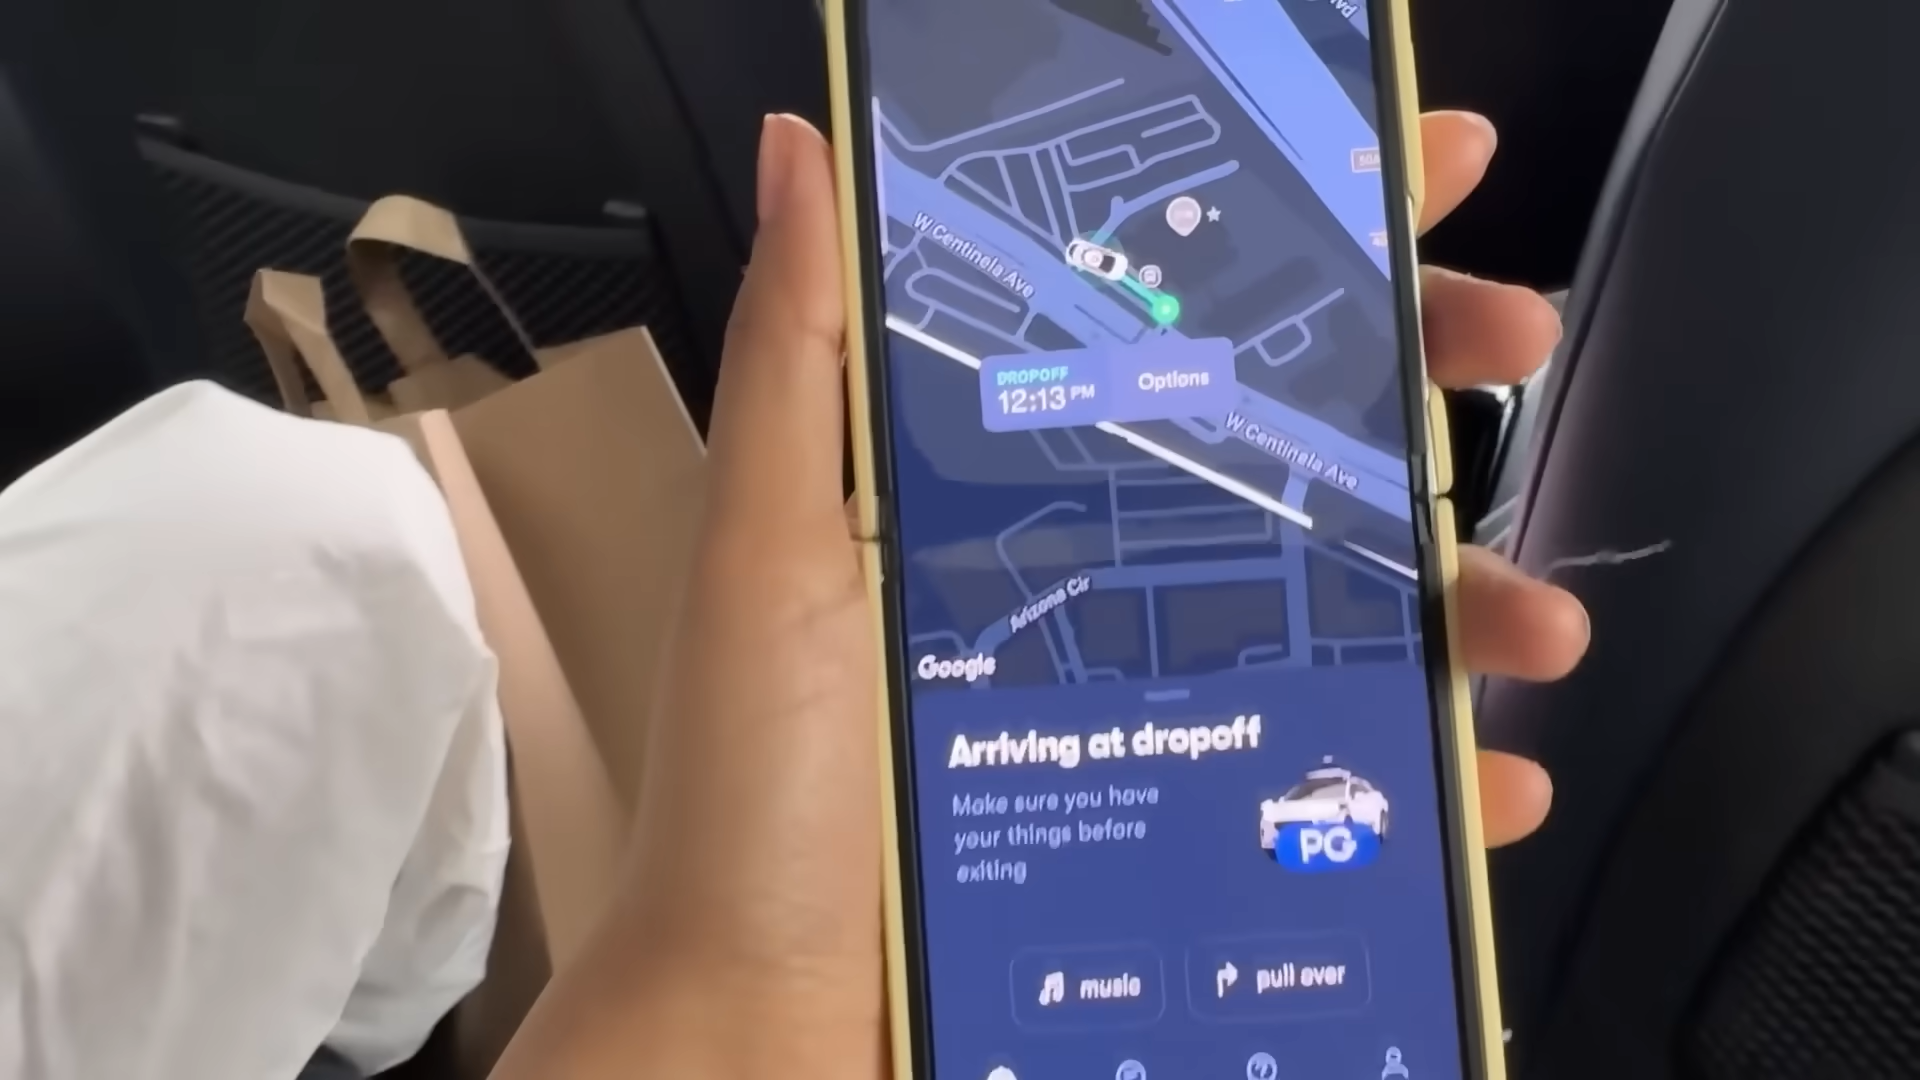 W Centinela Ave
DROPOFF
12:13 PM
Options
W Centinela Ave
Arizona Cir
Google
Arriving at dropoff
Make sure you have
your things before
exiting
PG
music
pull over